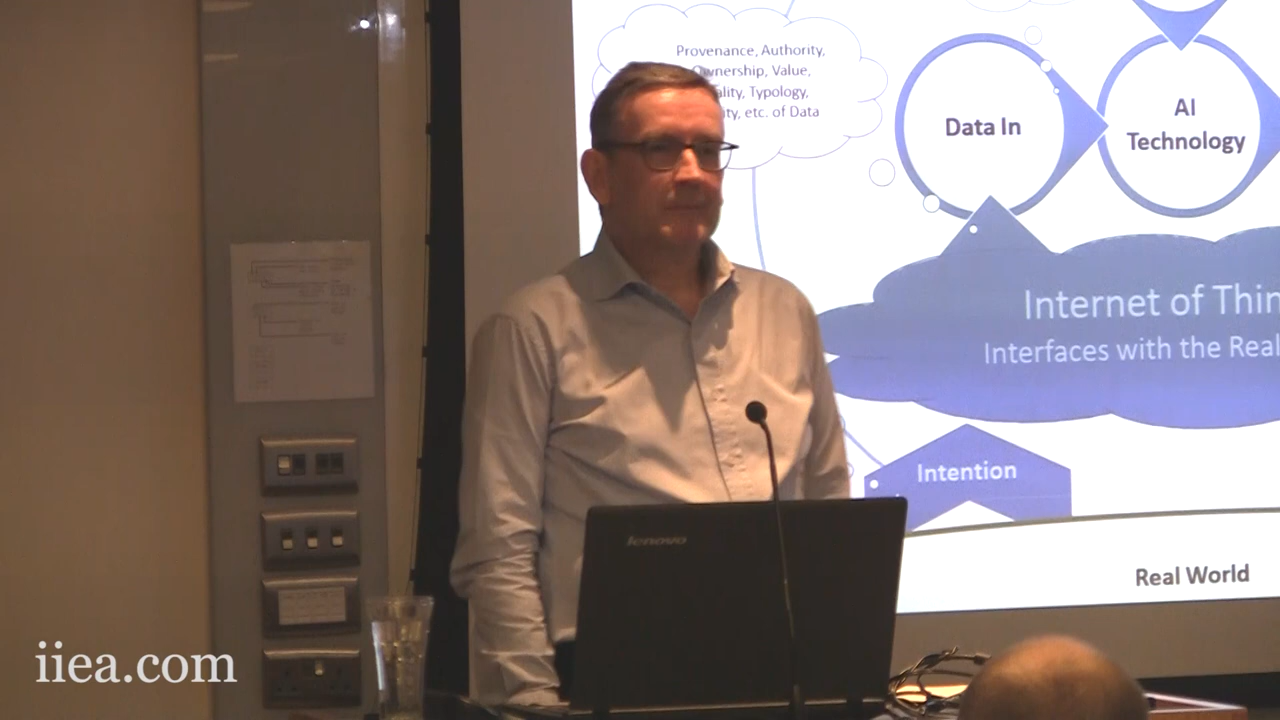 Provenance, Authority,
Ownership, Value,
Typology,
etc. of Data
Data In
AI
Technology
Internet of
Interfaces with the Real
Intention
Real World
lenovo
iiea.com